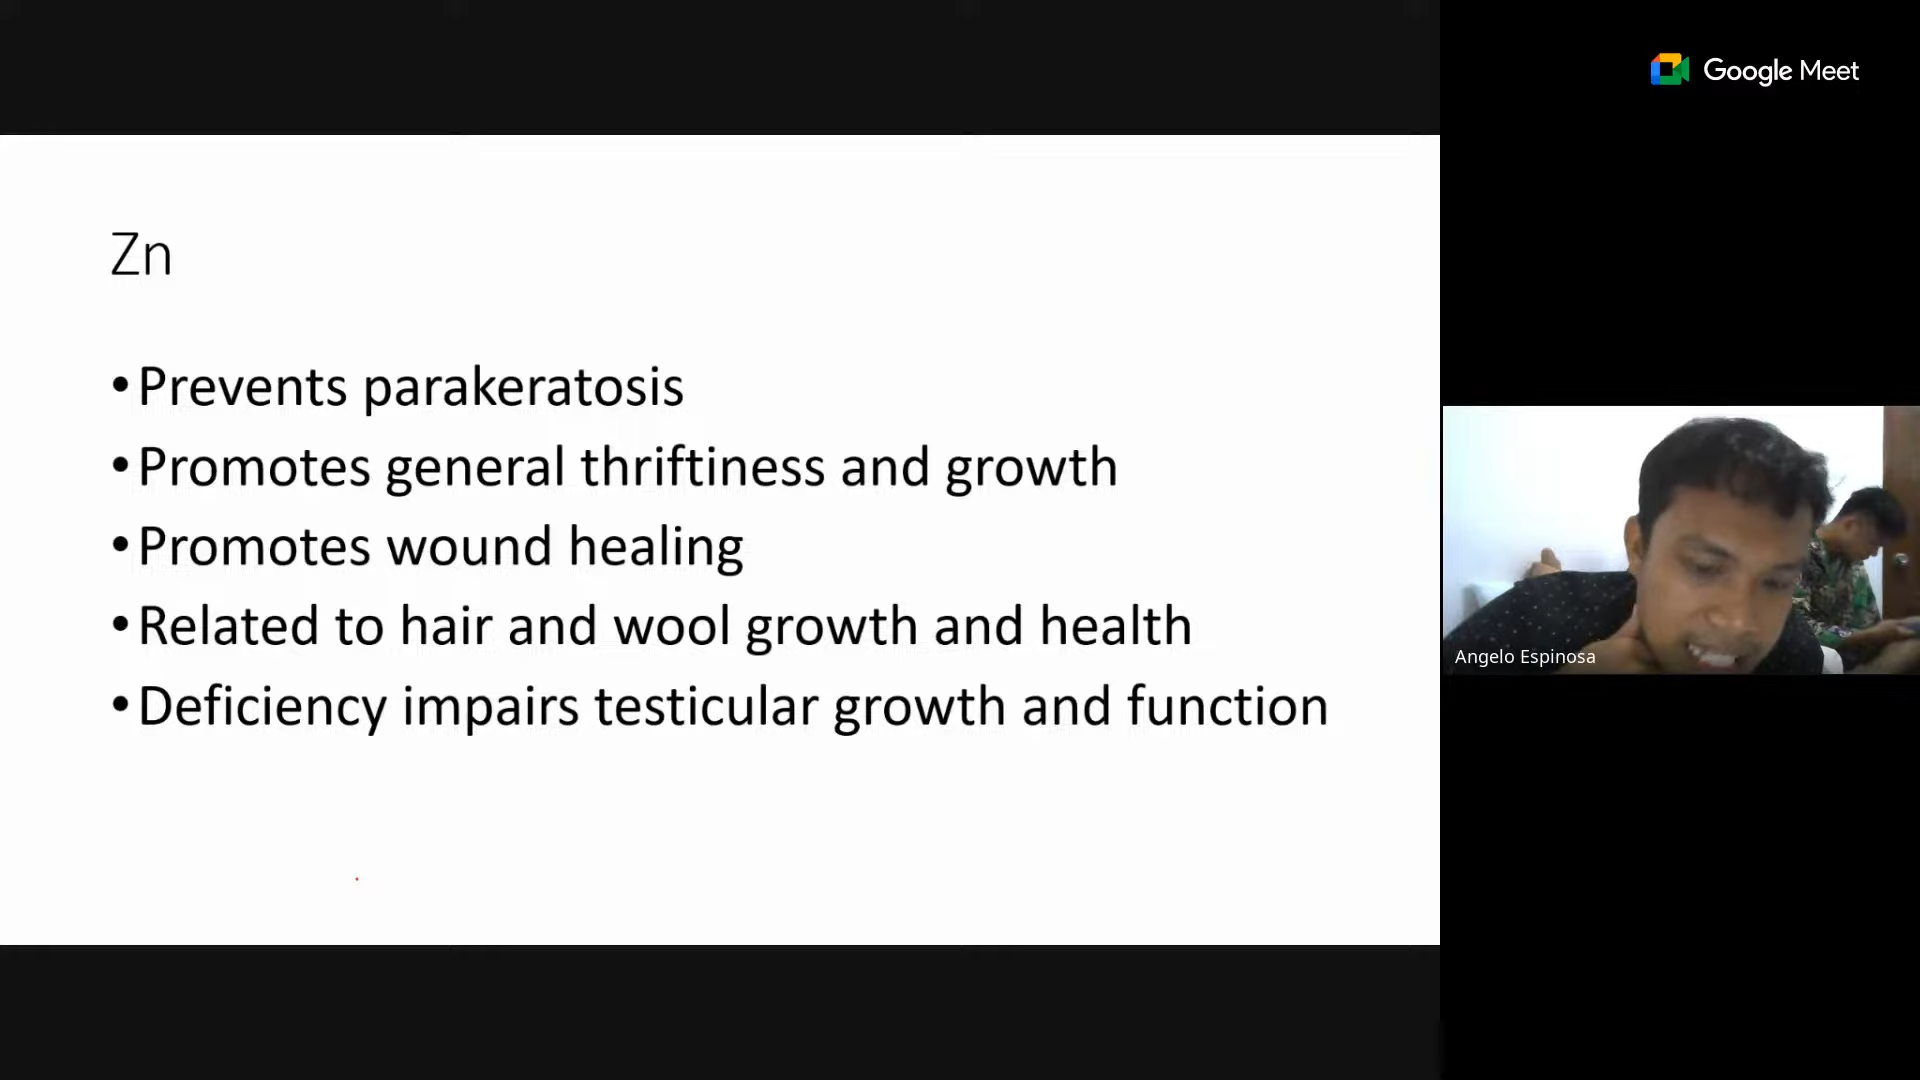 Google Meet
Zn
•Prevents parakeratosis
•Promotes general thriftiness and growth
•Promotes wound healing
•Related to hair and wool growth and health
•Deficiency impairs testicular growth and function
Angelo Espinosa